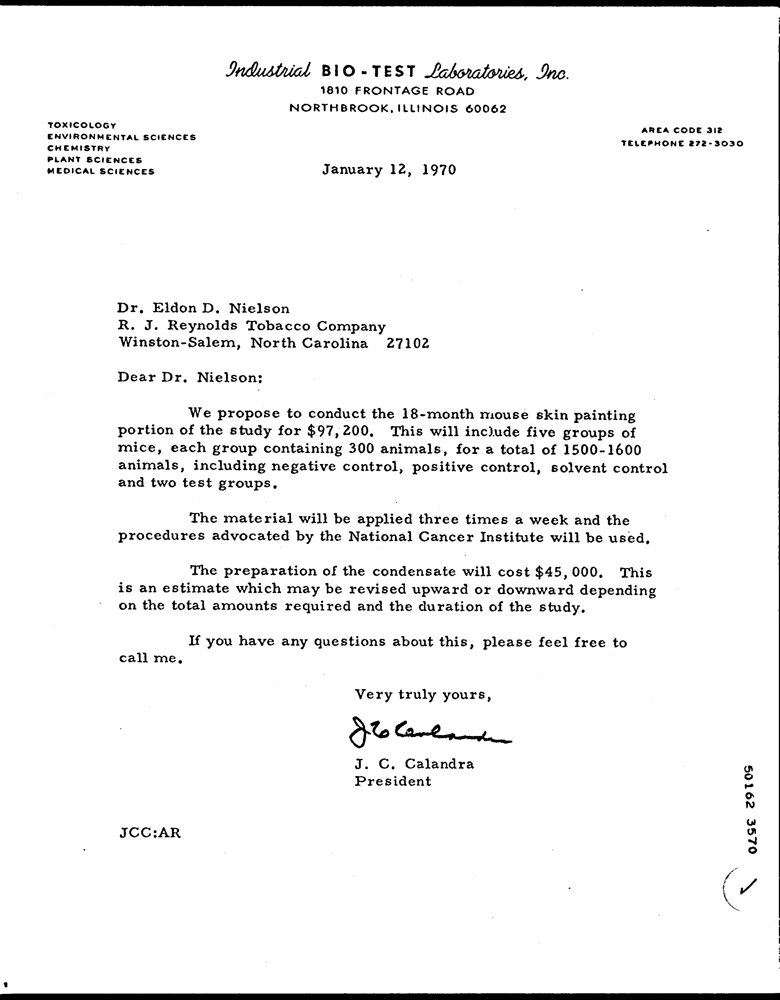 Industrial BIO-TEST Laboratories, Inc.
1810 FRONTAGE ROAD
NORTHBROOK, ILLINOIS 60062
TOXICOLOGY
ENVIRONMENTAL SCIENCES
CHEMISTRY
PLANT SCIENCES
MEDICAL SCIENCES
AREA CODE 312
TELEPHONE 272-3030
January 12, 1970
Dr. Eldon D. Nielson
R. J. Reynolds Tobacco Company
Winston-Salem, North Carolina 27102
Dear Dr. Nielson:
We propose to conduct the 18-month mouse skin painting
portion of the study for $97,200. This will include five groups of
mice, each group containing 300 animals, for a total of 1500-1600
animals, including negative control, positive control, solvent control
and two test groups.
The material will be applied three times a week and the
procedures advocated by the National Cancer Institute will be used.
The preparation of the condensate will cost $45,000. This
is an estimate which may be revised upward or downward depending
on the total amounts required and the duration of the study.
If you have any questions about this, please feel free to
call me.
Very truly yours,
J C Calandra
J. C. Calandra
President
JCC:AR
50162 3570